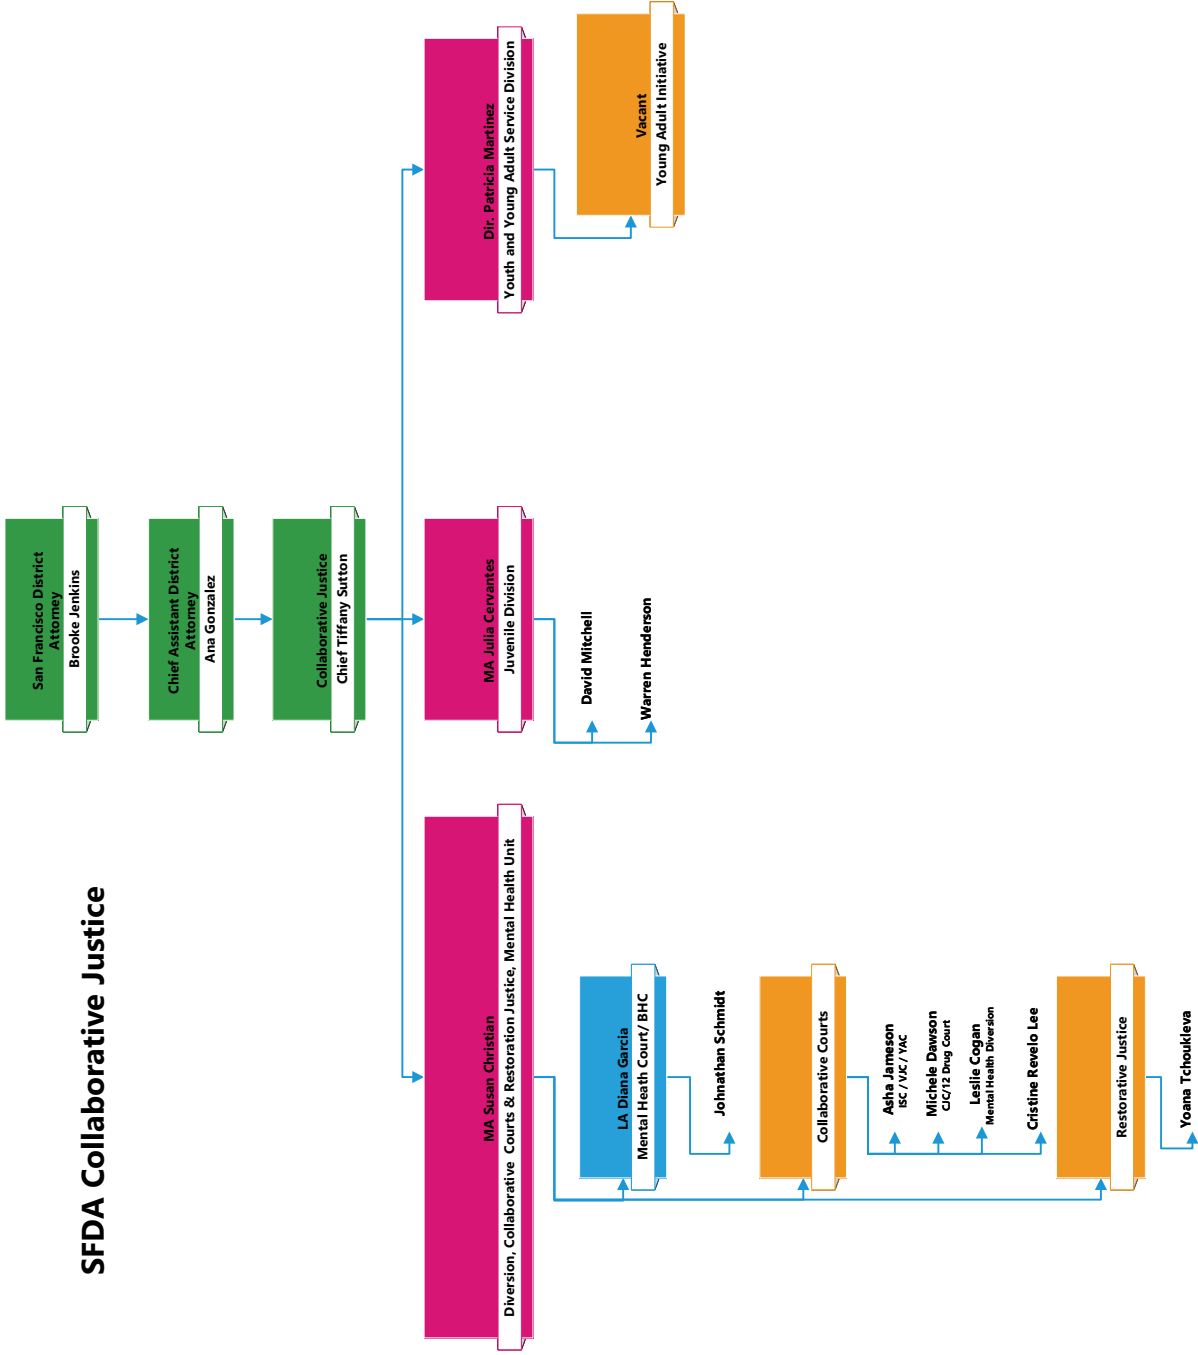 SFDA Collaborative Justice
San Francisco District
Attorney
Brooke Jenkins
Chief Assistant District
Attorney
Ana Gonzalez
Collaborative Justice
Chief Tiffany Sutton
MA Susan Christian
Diversion, Collaborative Courts & Restoration Justice, Mental Health Unit
LA Diana Garcia
Mental Heath Court/ BHC
Johnathan Schmidt
Collaborative Courts
Asha Jameson
ISC / VJC / YAC
Michele Dawson
CJC/12 Drug Court
Leslie Cogan
Mental Health Diversion
Cristine Revelo Lee
Restorative Justice
Yoana Tchoukleva
MA Julia Cervantes
Juvenile Division
David Mitchell
Warren Henderson
Dir. Patricia Martinez
Youth and Young Adult Service Division
Vacant
Young Adult Initiative